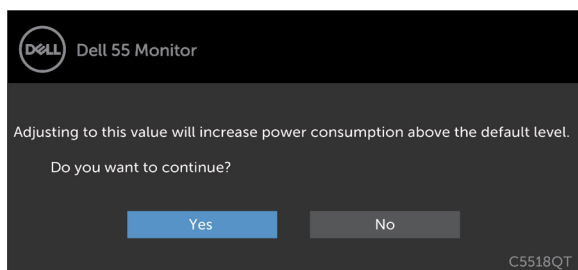 DELL Dell 55 Monitor
Adjusting to this value will increase power consumption above the default level.
Do you want to continue?
Yes No
C5518QT